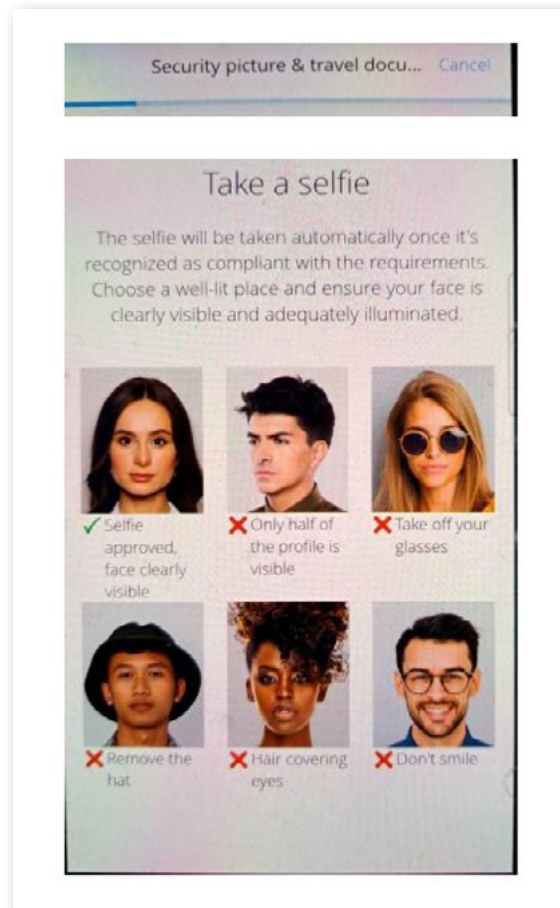 Security picture & travel docu... Cancel
Take a selfie
The selfie will be taken automatically once it's
recognized as compliant with the requirements.
Choose a well-lit place and ensure your face is
clearly visible and adequately illuminated.
Selfie
approved,
face clearly
visible
Only half of
the profile is
visible
Take off your
glasses
Remove the
hat
Hair covering
eyes
Don't smile